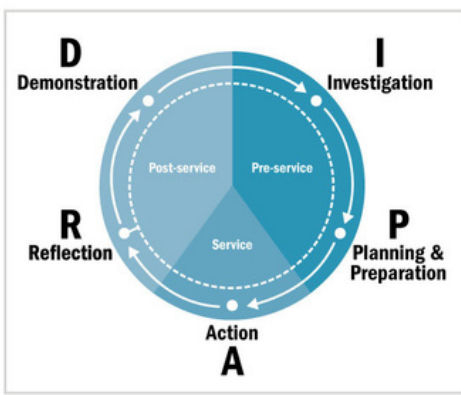 D
Demonstration
I
Investigation
Post-service
Pre-service
R
Reflection
Service
P
Planning &
Preparation
Action
A